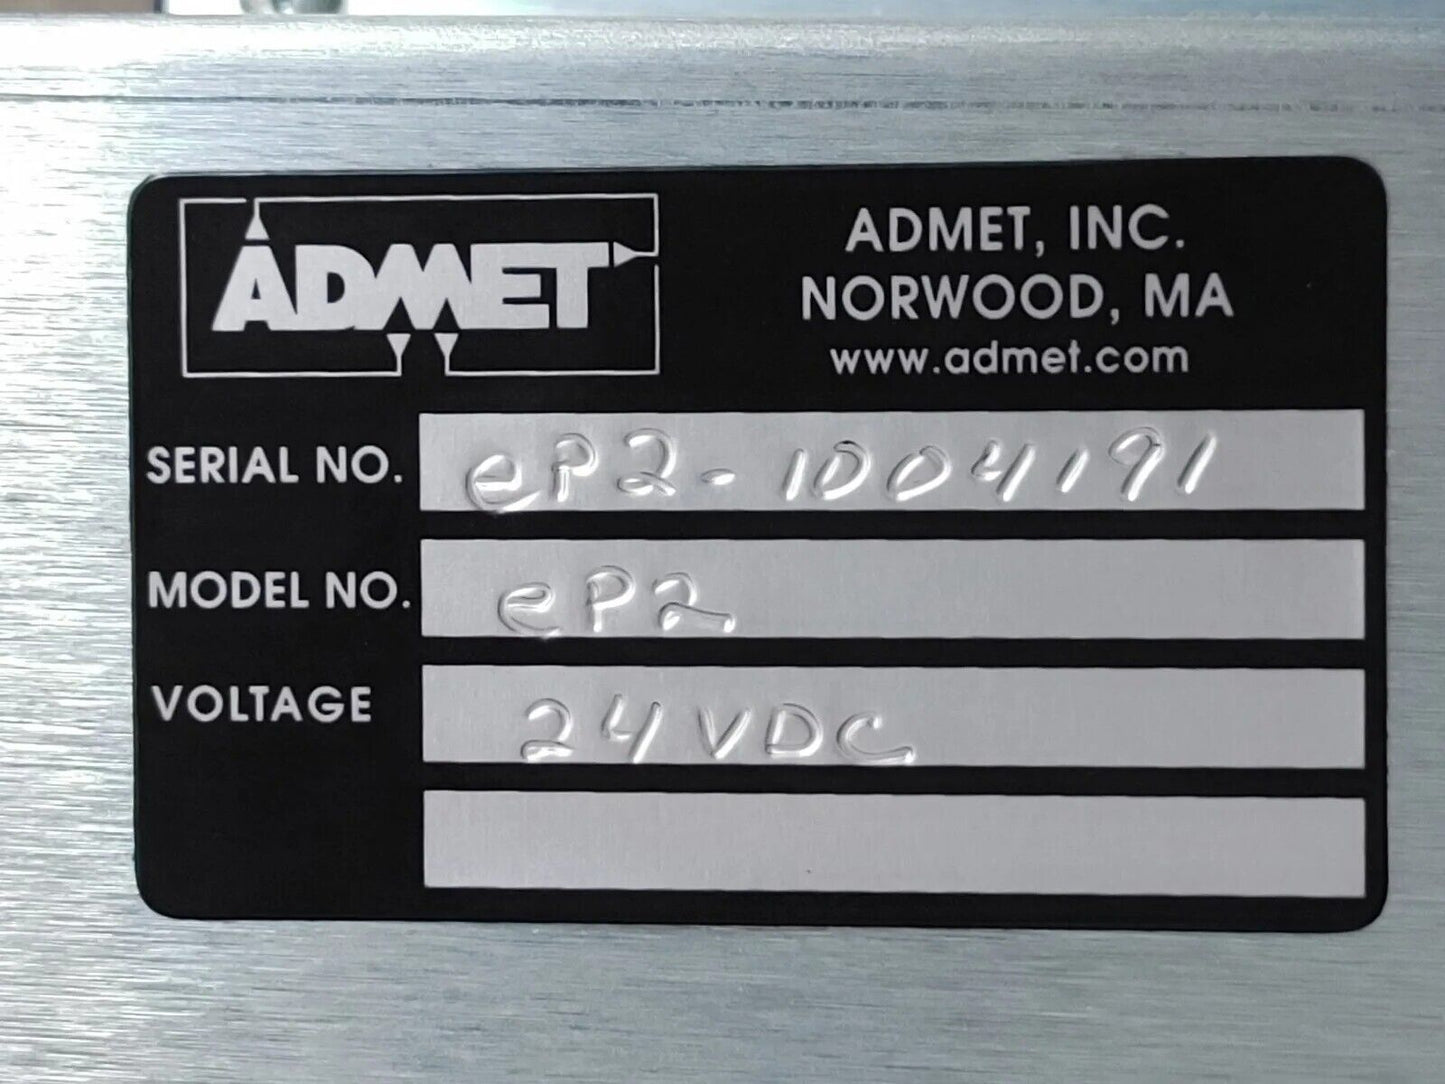 ADMET
ADMET, INC.
NORWOOD, MA
www.admet.com
SERIAL NO. eP2-1004191
MODEL NO. eP2
VOLTAGE 24VDC